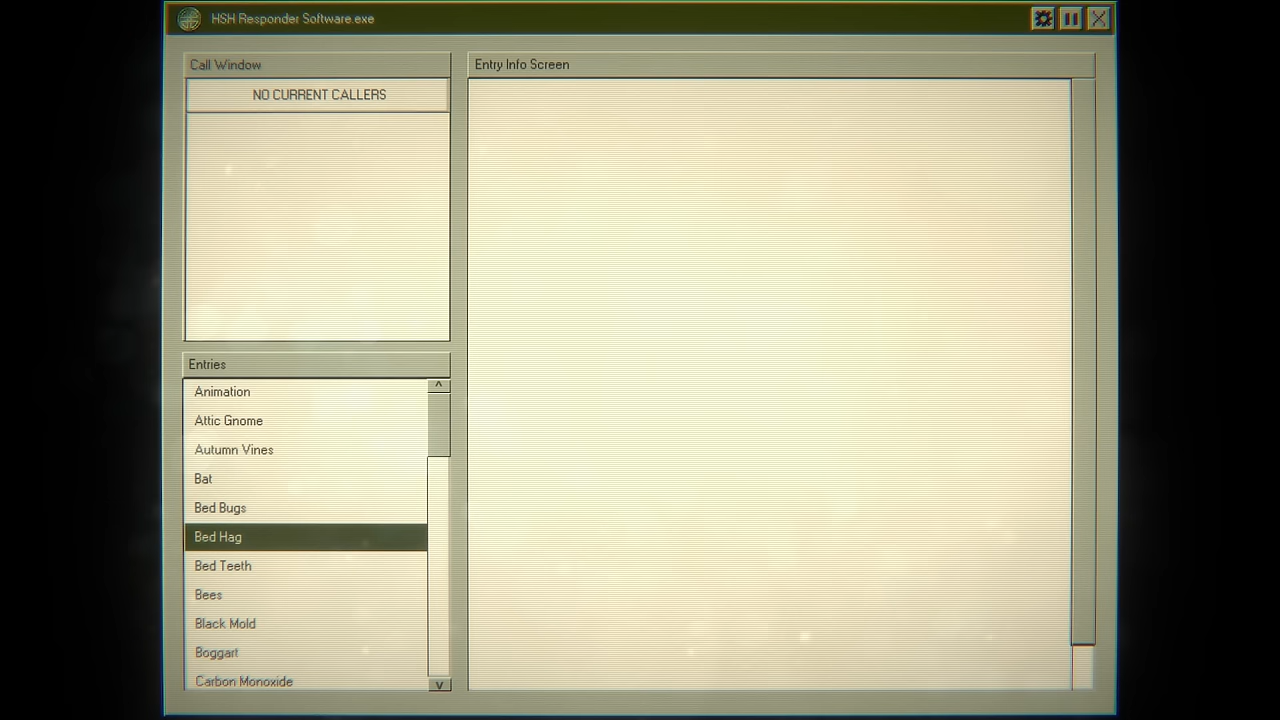 HSH Responder Software.exe
Call Window
NO CURRENT CALLERS
Entry Info Screen
Entries
Animation
Attic Gnome
Autumn Vines
Bat
Bed Bugs
Bed Hag
Bed Teeth
Bees
Black Mold
Boggart
Carbon Monoxide